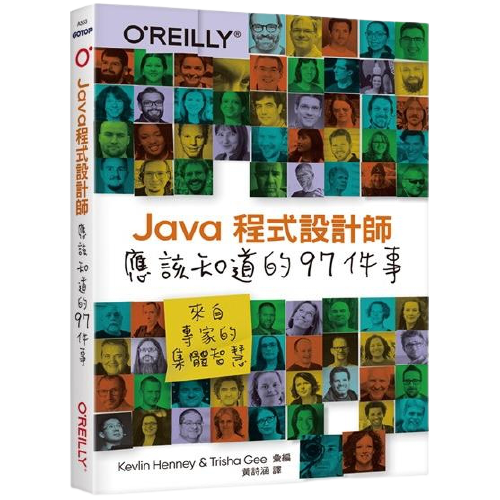 O'REILLY®
Java 程式設計師
應該知道的97件事
來自
專家的
集體智慧
Kevlin Henney & Trisha Gee 彙編
黃詩涵 譯
GOTOP
Java程式設計師
應該知道的97件事
O'REILLY